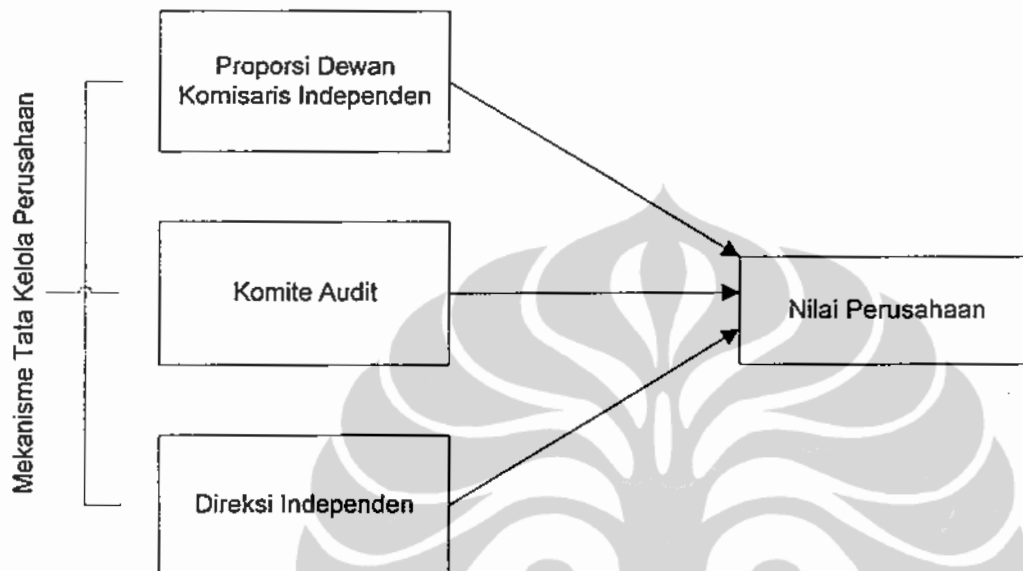 Mekanisme Tata Kelola Perusahaan
Proporsi Dewan
Komisaris Independen
Komite Audit
Nilai Perusahaan
Direksi Independen